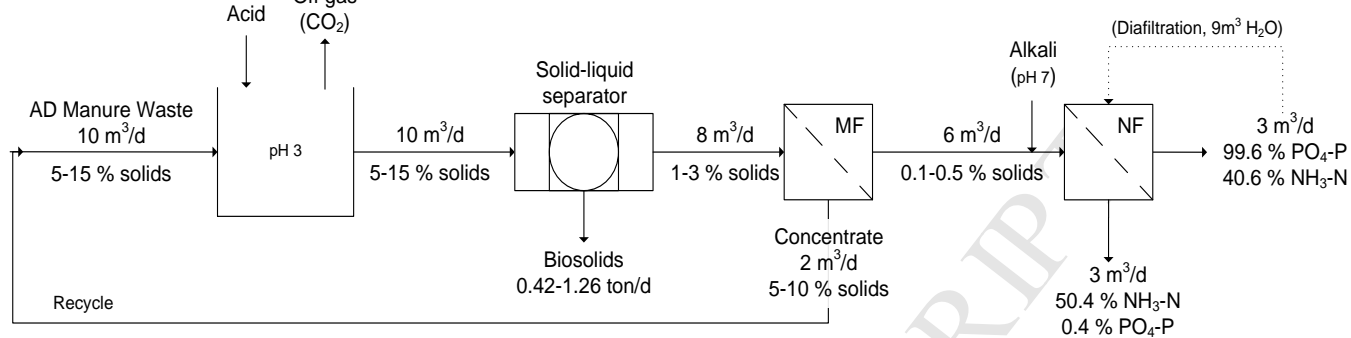 Acid
Off gas
(CO2)
AD Manure Waste
10 m³/d
5-15 % solids
pH 3
10 m³/d
5-15 % solids
Solid-liquid
separator
Biosolids
0.42-1.26 ton/d
8 m³/d
1-3 % solids
MF
Concentrate
2 m³/d
5-10 % solids
Recycle
6 m³/d
0.1-0.5 % solids
Alkali
(pH 7)
NF
(Diafiltration, 9m³ H2O)
3 m³/d
99.6 % PO4-P
40.6 % NH3-N
3 m³/d
50.4 % NH3-N
0.4 % PO4-P